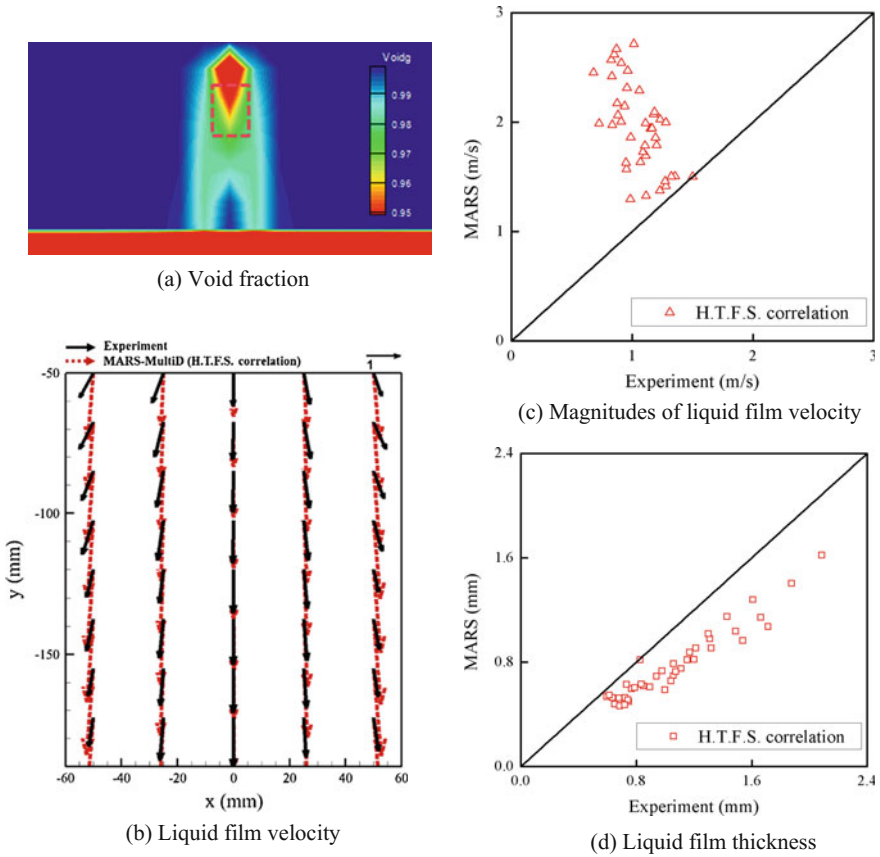 Voidg
0.99
0.98
0.97
0.96
0.95
(a) Void fraction
Experiment
MARS-MultiD (H.T.F.S. correlation)
1
-50
-100
-150
y (mm)
-60 -40 -20 0 20 40 60
x (mm)
(b) Liquid film velocity
3
2
1
0
MARS (m/s)
H.T.F.S. correlation
0 1 2 3
Experiment (m/s)
(c) Magnitudes of liquid film velocity
2.4
1.6
0.8
0.0
MARS (mm)
H.T.F.S. correlation
0.0 0.8 1.6 2.4
Experiment (mm)
(d) Liquid film thickness